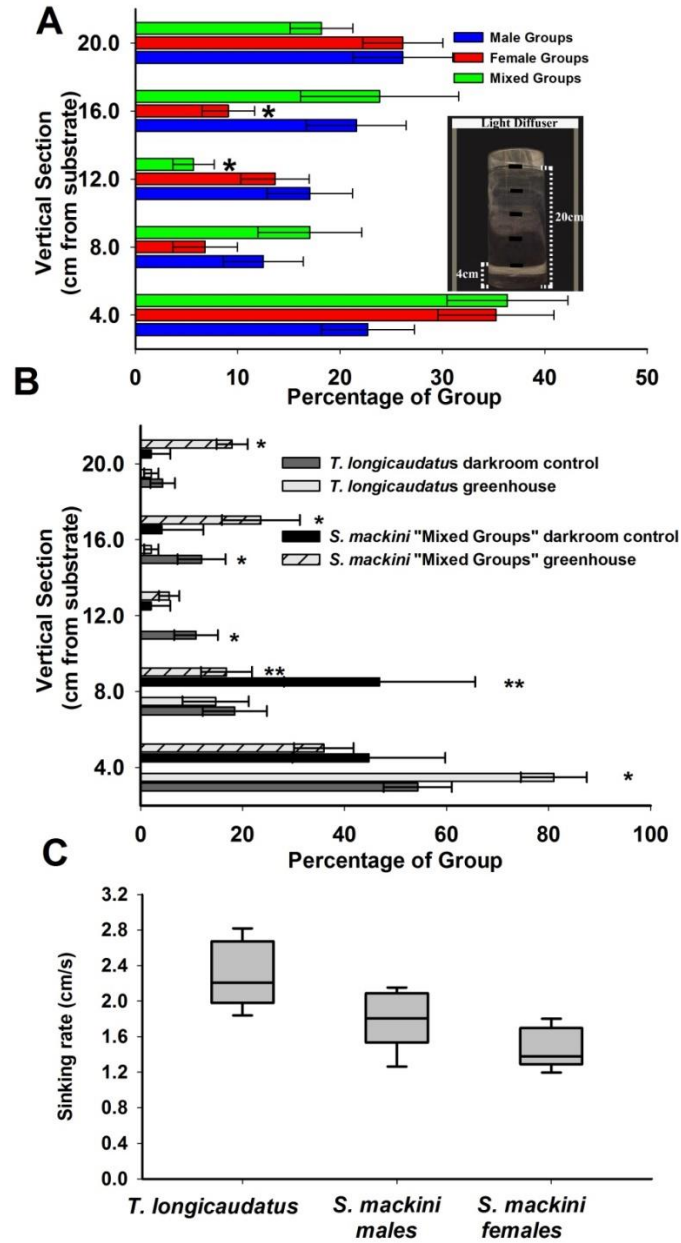 A
Vertical Section
(cm from substrate)
20.0
16.0
12.0
8.0
4.0
Male Groups
Female Groups
Mixed Groups
*
*
Light Diffuser
20cm
4cm
0 10 20 30 40 50
Percentage of Group
B
Vertical Section
(cm from substrate)
20.0
16.0
12.0
8.0
4.0
*
T. longicaudatus darkroom control
T. longicaudatus greenhouse
*
S. mackini "Mixed Groups" darkroom control
S. mackini "Mixed Groups" greenhouse
*
*
**
**
*
0 20 40 60 80 100
Percentage of Group
C
Sinking rate (cm/s)
3.2
2.8
2.4
2.0
1.6
1.2
0.8
0.4
0.0
T. longicaudatus
S. mackini
males
S. mackini
females